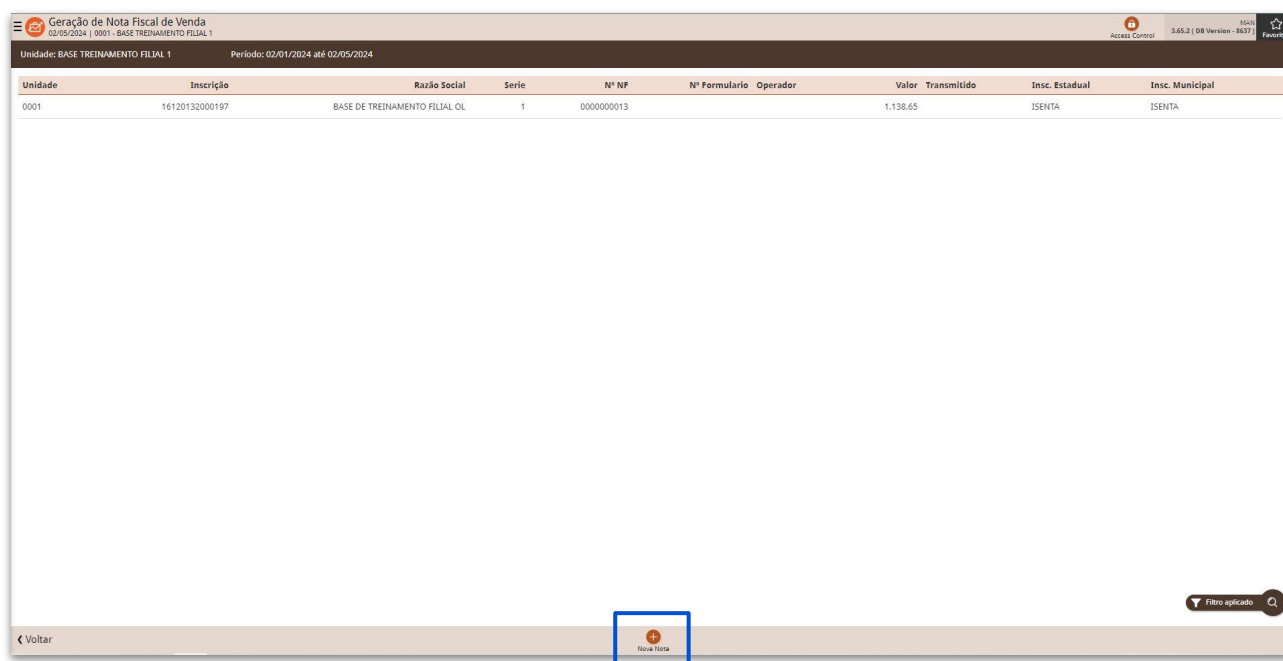 Geração de Nota Fiscal de Venda
02/05/2024 | 0001 - BASE TREINAMENTO FILIAL 1
Access Control
MAN
3.65.2 ( DB Version - 8637 )
Favorit
Unidade: BASE TREINAMENTO FILIAL 1 Período: 02/01/2024 até 02/05/2024
Unidade Inscrição Razão Social Serie Nº NF Nº Formulario Operador Valor Transmitido Insc. Estadual Insc. Municipal
0001 16120132000197 BASE DE TREINAMENTO FILIAL OL 1 0000000013 1.138,65 ISENTA ISENTA
Filtro aplicado
Voltar
Nova Nota